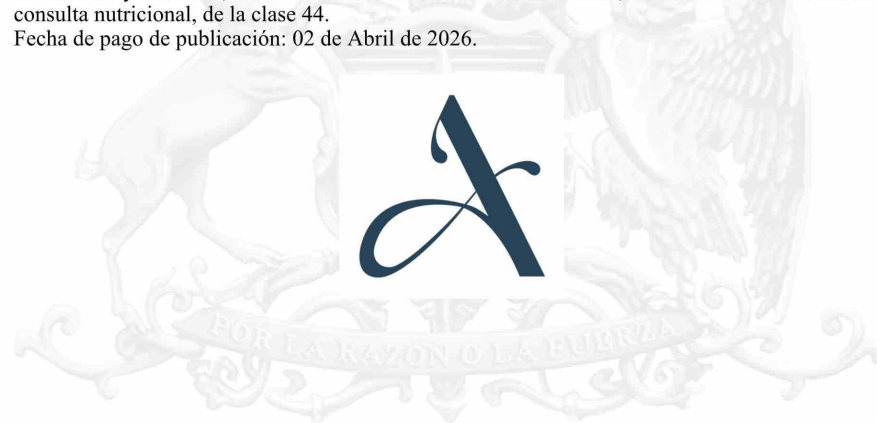 consulta nutricional, de la clase 44.
Fecha de pago de publicación: 02 de Abril de 2026.
A
POR LA RAZÓN O LA FUERZA